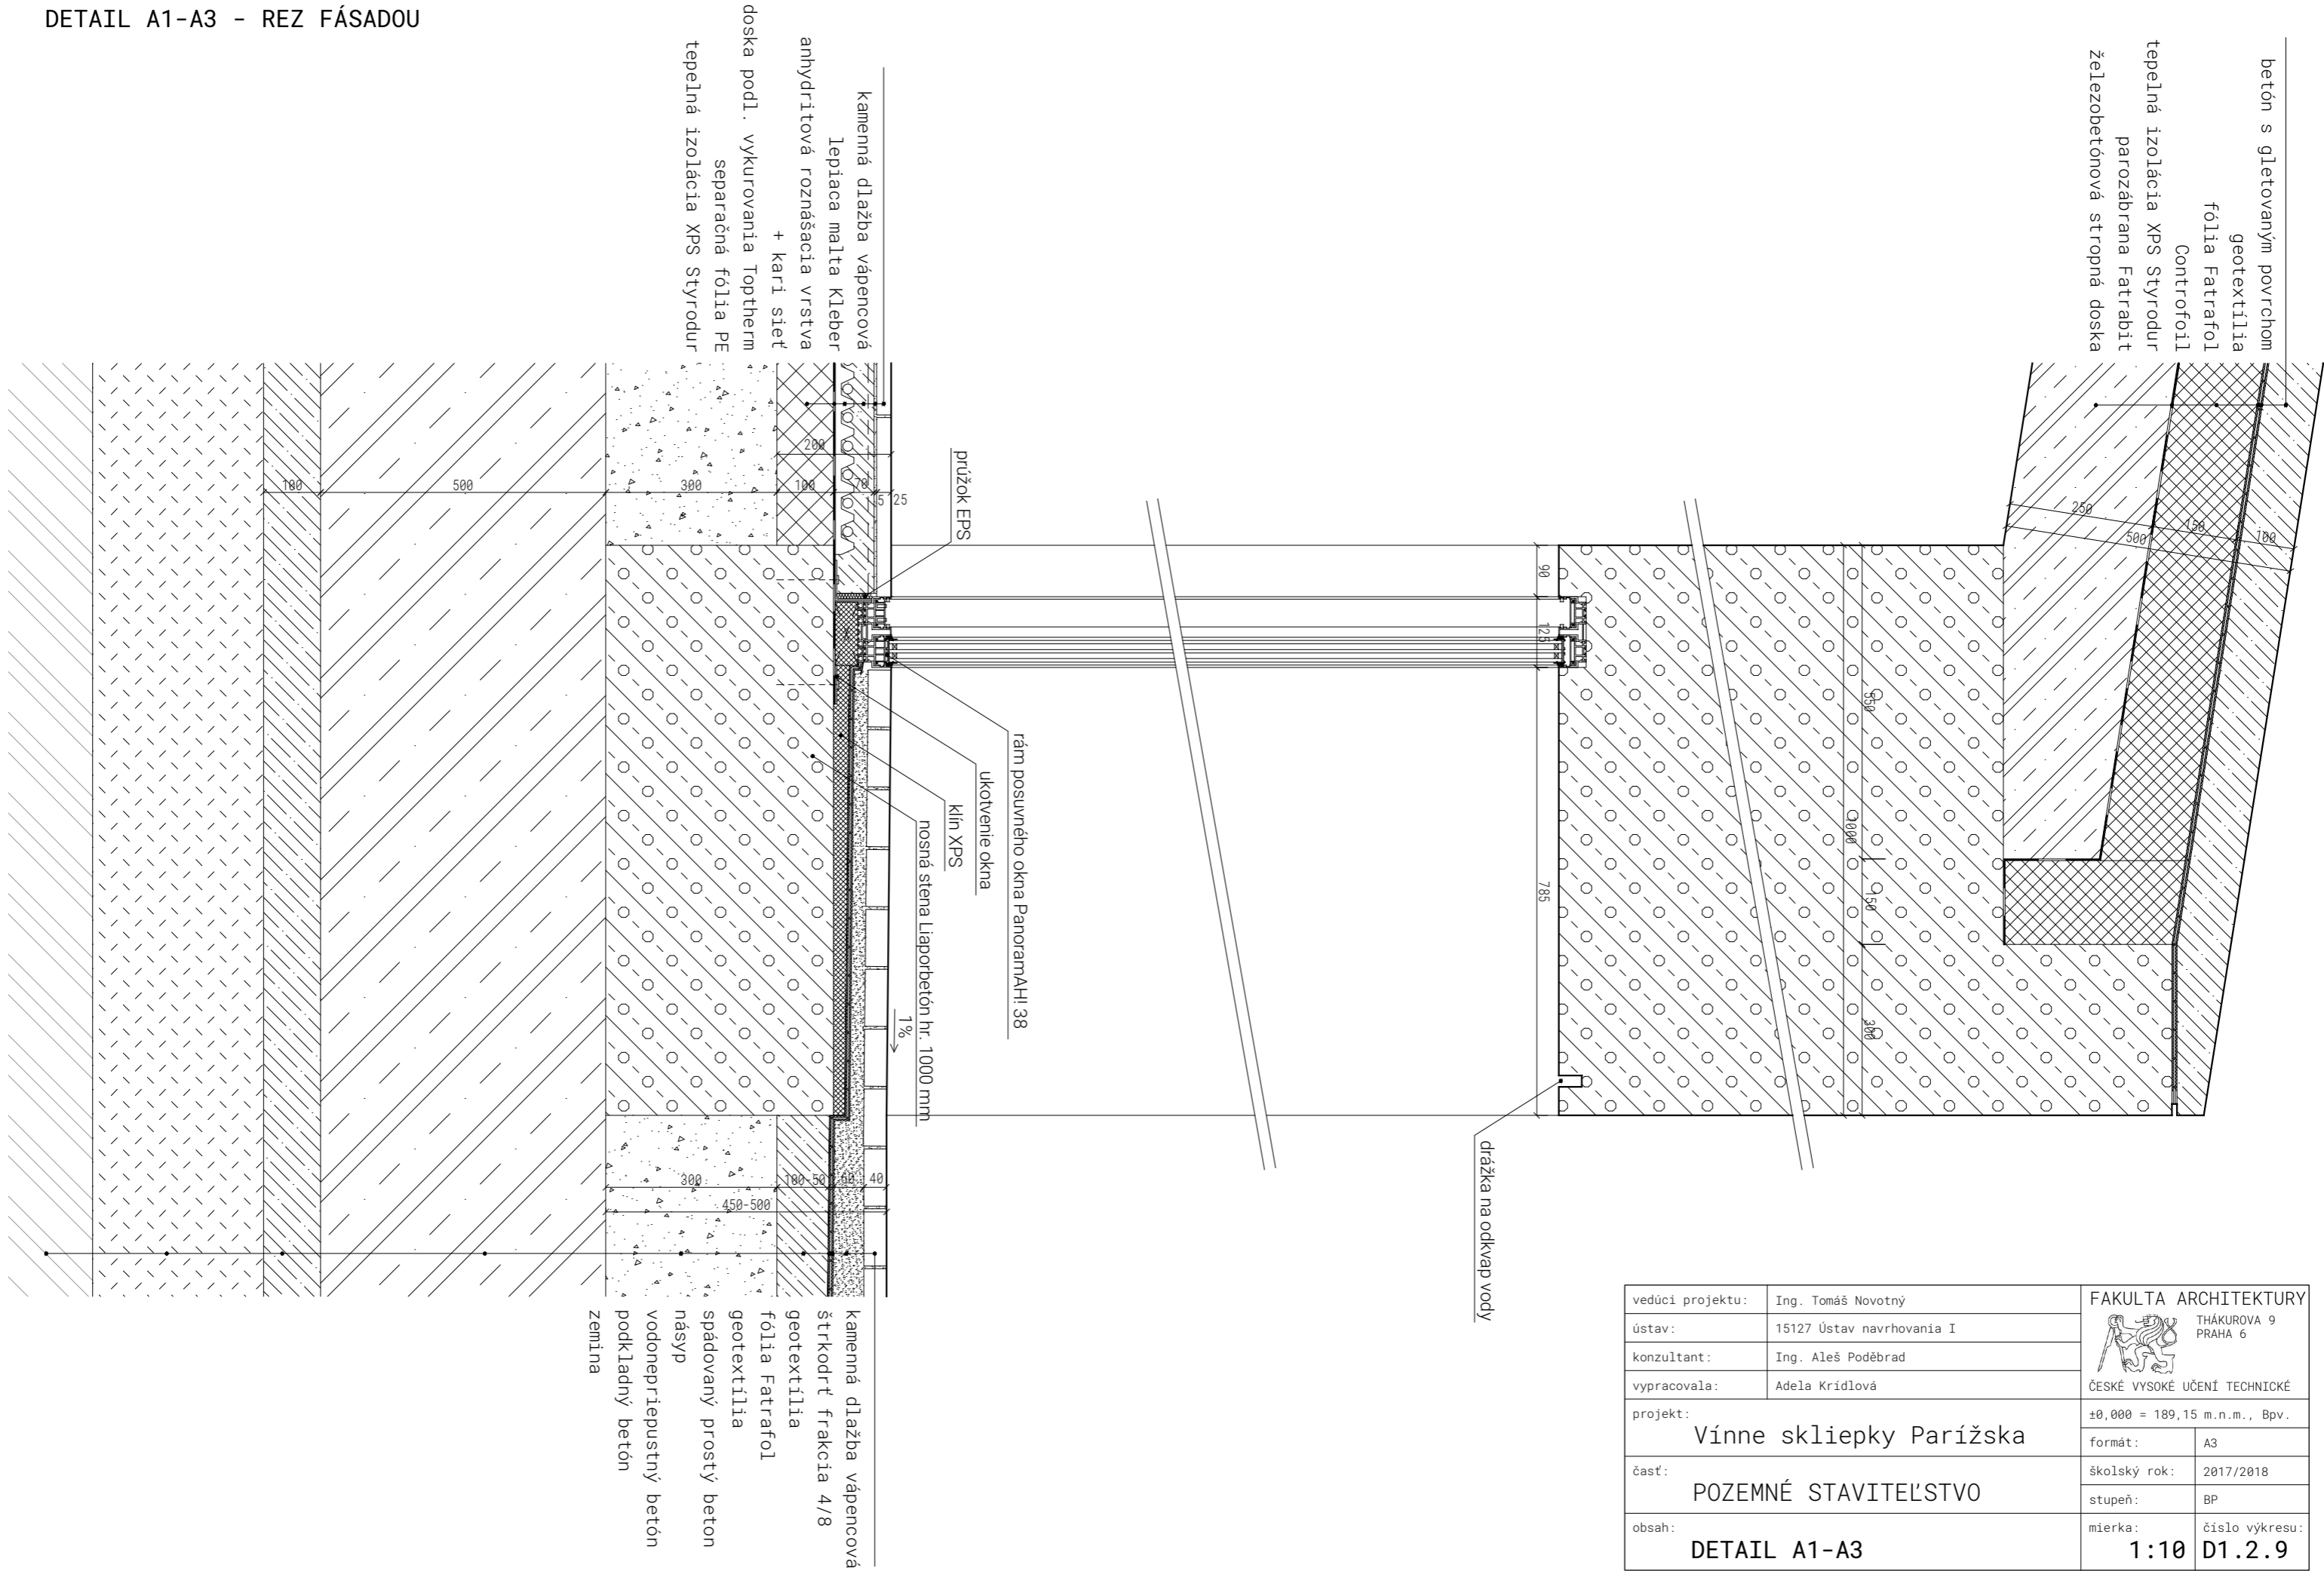 DETAIL A1-A3 - REZ FÁSADOU
betón s gletovaným povrchom
geotextília
fólia Fatrafol
Controfoil
tepelná izolácia XPS Styrodur
parozábrana Fatrabit
železobetónová stropná doska
kamenná dlažba vápencová
lepiaca malta Kleber
anhydritová roznášacia vrstva
+ kari sieť
doska podl. vykurovania Toptherm
separačná fólia PE
tepelná izolácia XPS Styrodur
250
150
100
500
200
100
500
300
100
70
5
25
prúžok EPS
90
125
785
550
1000
150
300
rám posuvného okna PanoramAH! 38
ukotvenie okna
klín XPS
nosná stena Liaporbetón hr. 1000 mm
1%
drážka na odkvap vody
300
100-50
60
40
450-500
kamenná dlažba vápencová
štrkodrť frakcia 4/8
geotextília
fólia Fatrafol
geotextília
spádovaný prostý beton
násyp
vodonepriepustný betón
podkladný betón
zemina
vedúci projektu: Ing. Tomáš Novotný
ústav: 15127 Ústav navrhovania I
konzultant: Ing. Aleš Poděbrad
vypracovala: Adela Krídlová
FAKULTA ARCHITEKTURY
THÁKUROVA 9
PRAHA 6
ČESKÉ VYSOKÉ UČENÍ TECHNICKÉ
projekt:
Vínne skliepky Parížska
±0,000 = 189,15 m.n.m., Bpv.
formát: A3
časť:
POZEMNÉ STAVITEĽSTVO
školský rok: 2017/2018
stupeň: BP
obsah:
DETAIL A1-A3
mierka:
1:10
číslo výkresu:
D1.2.9